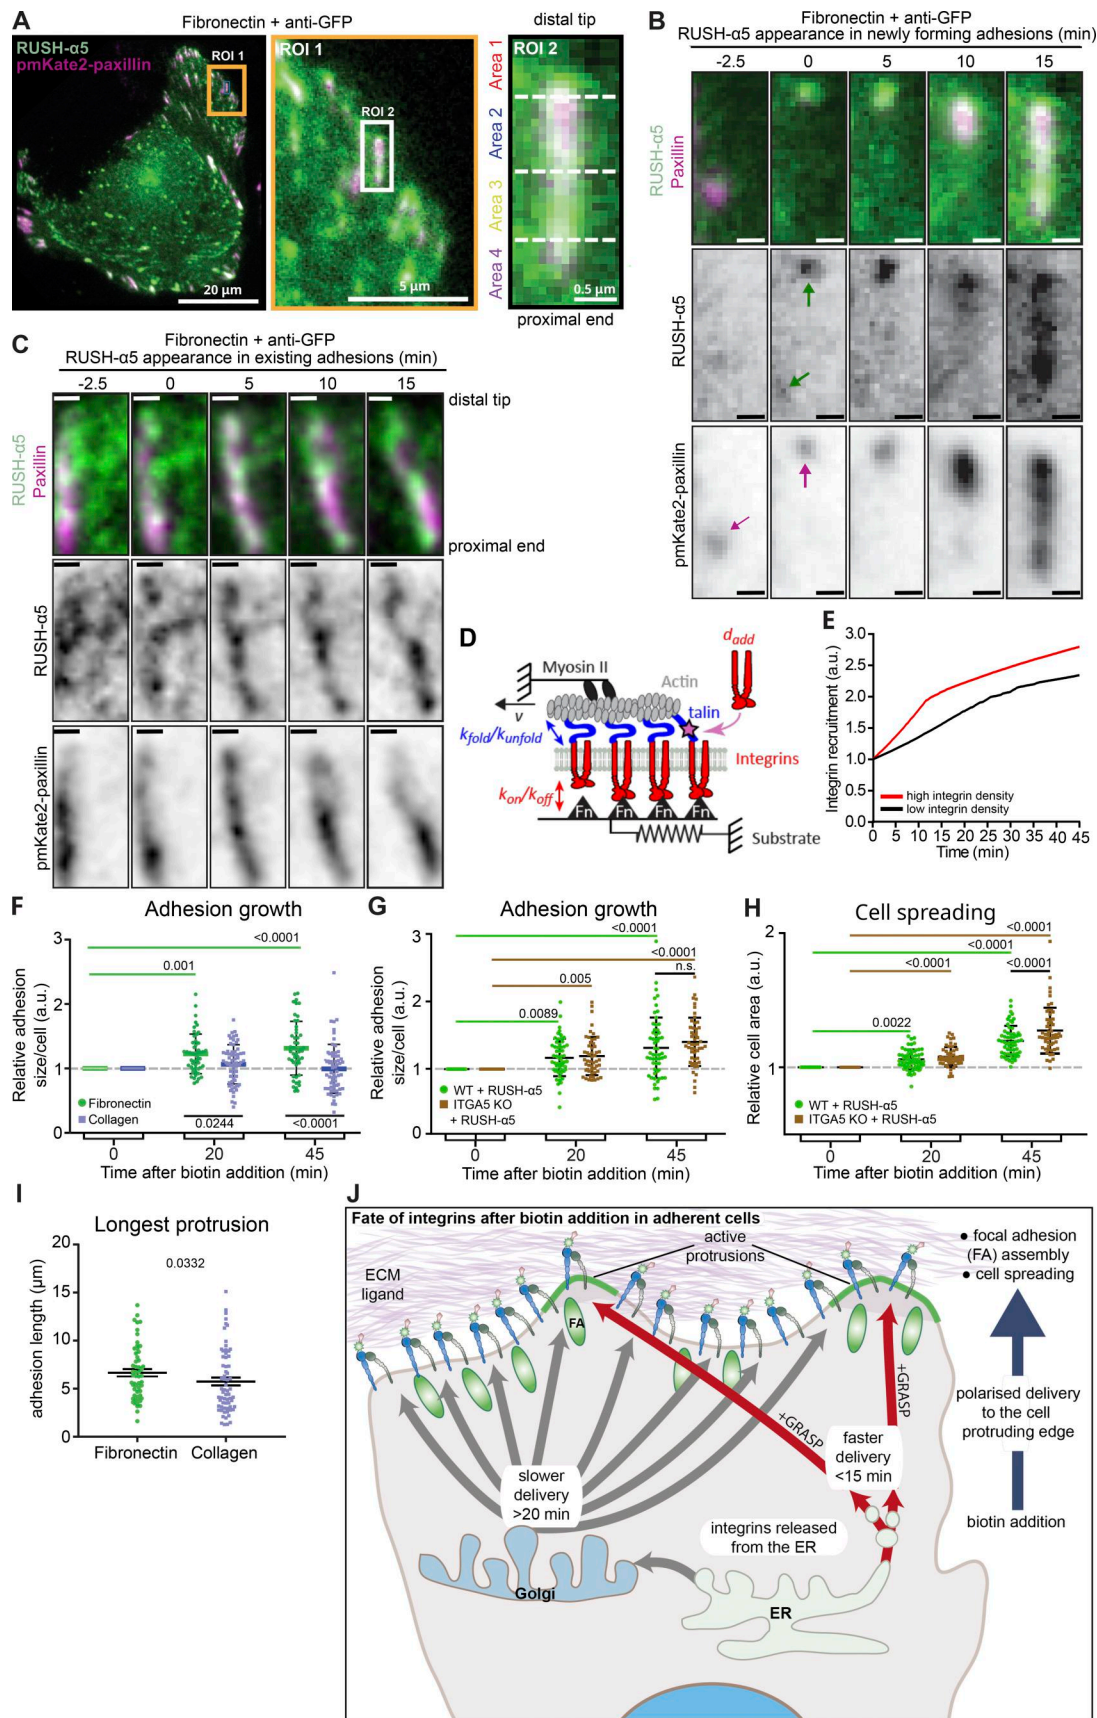 A
Fibronectin + anti-GFP
distal tip
RUSH-α5
pmKate2-paxillin
ROI 1
20 µm
ROI 1
ROI 2
5 µm
Area 1
Area 2
Area 3
Area 4
ROI 2
0.5 µm
proximal end
B
Fibronectin + anti-GFP
RUSH-α5 appearance in newly forming adhesions (min)
-2.5 0 5 10 15
RUSH-α5
Paxillin
RUSH-α5
pmKate2-paxillin
C
Fibronectin + anti-GFP
RUSH-α5 appearance in existing adhesions (min)
-2.5 0 5 10 15
distal tip
RUSH-α5
Paxillin
proximal end
RUSH-α5
pmKate2-paxillin
D
dadd
Myosin II
Actin
v
talin
kfold/kunfold
Integrins
kon/koff
Fn Fn Fn Fn
Substrate
E
Integrin recruitment (a.u.)
3.0
2.5
2.0
1.5
1.0
0.5
0.0
high integrin density
low integrin density
0 5 10 15 20 25 30 35 40 45
Time (min)
F
Adhesion growth
Relative adhesion
size/cell (a.u.)
3
2
1
0
<0.0001
0.001
Fibronectin
Collagen
0.0244
<0.0001
0 20 45
Time after biotin addition (min)
G
Adhesion growth
Relative adhesion
size/cell (a.u.)
3
2
1
0
<0.0001
<0.0001
n.s.
0.005
0.0089
WT + RUSH-α5
ITGA5 KO
+ RUSH-α5
0 20 45
Time after biotin addition (min)
H
Cell spreading
Relative cell area (a.u.)
2
1
<0.0001
<0.0001
<0.0001
<0.0001
0.0022
WT + RUSH-α5
ITGA5 KO + RUSH-α5
0 20 45
Time after biotin addition (min)
I
Longest protrusion
adhesion length (µm)
20
15
10
5
0
0.0332
Fibronectin Collagen
J
Fate of integrins after biotin addition in adherent cells
active
protrusions
ECM
ligand
FA
focal adhesion
(FA) assembly
cell spreading
+GRASP
+GRASP
polarised delivery
to the cell
protruding edge
faster
delivery
<15 min
slower
delivery
>20 min
biotin addition
integrins released
from the ER
Golgi
ER